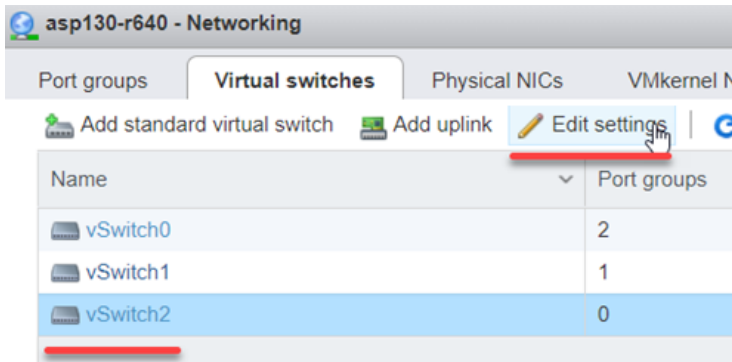 asp130-r640 - Networking
Port groups Virtual switches Physical NICs VMkernel
Add standard virtual switch Add uplink Edit settings
Name Port groups
vSwitch0 2
vSwitch1 1
vSwitch2 0